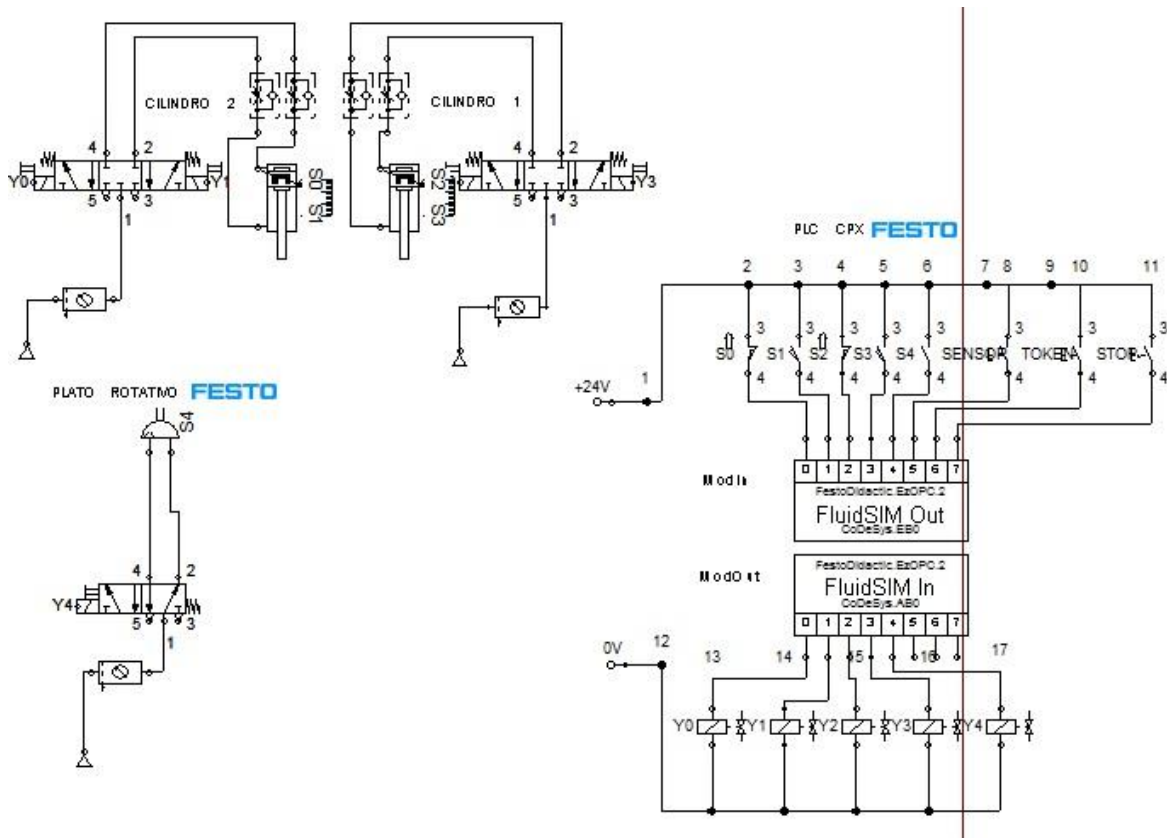 CILINDRO 2
CILINDRO 1
4 2
Y0 Y1
5 3
1
S0 S1
S2 S3
4 2
Y3
5 3
1
PLC CPX FESTO
2 3 4 5 6 7 8 9 10 11
3 3 3 3 3 3 3 3
S0 S1 S2 S3 S4 SENSOR TOKEN STOP
4 4 4 4 4 4 4 4
+24V 1
PLATO ROTATIVO FESTO
S4
4 2
Y4
5 3
1
ModIn
0 1 2 3 4 5 6 7
FestoDidactic.EzOPC.2
FluidSIM Out
CoDeSys.EB0
ModOut
FestoDidactic.EzOPC.2
FluidSIM In
CoDeSys.AB0
0 1 2 3 4 5 6 7
0V 12 13 14 15 16 17
Y0 Y1 Y2 Y3 Y4